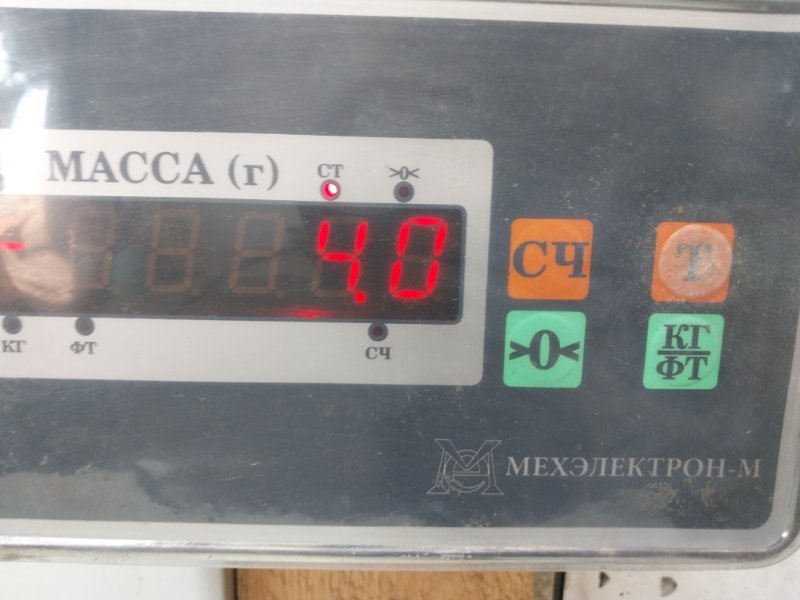 МАССА (г)
СТ
>0<
- 4.0
КГ
ФТ
СЧ
СЧ
Т
>0<
КГ
ФТ
МЕХЭЛЕКТРОН-М